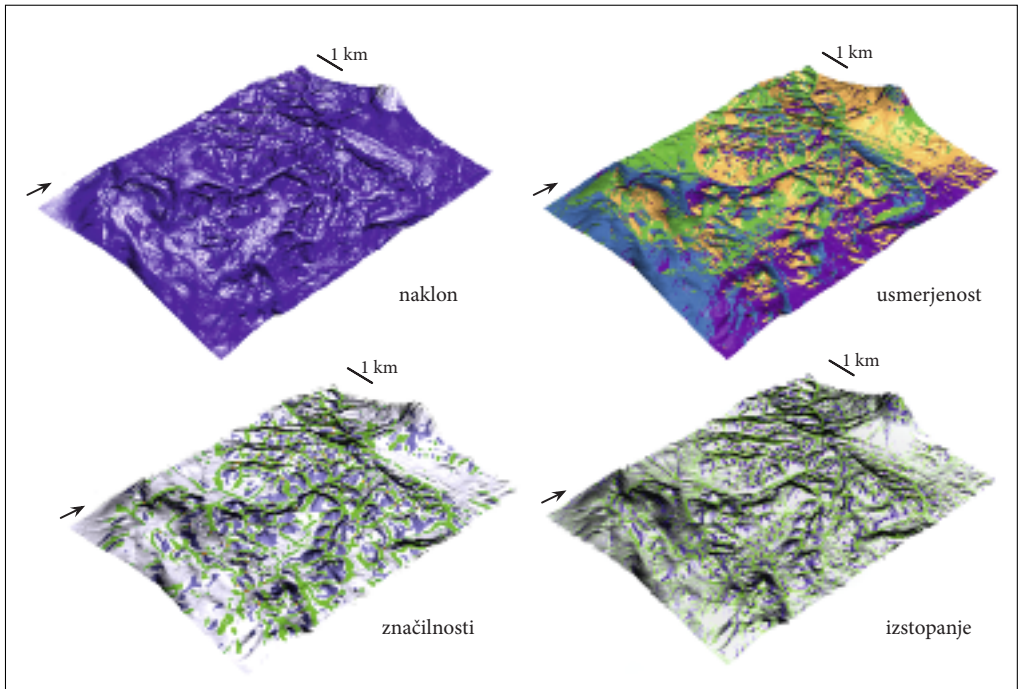 1 km
1 km
naklon
usmerjenost
1 km
1 km
značilnosti
izstopanje